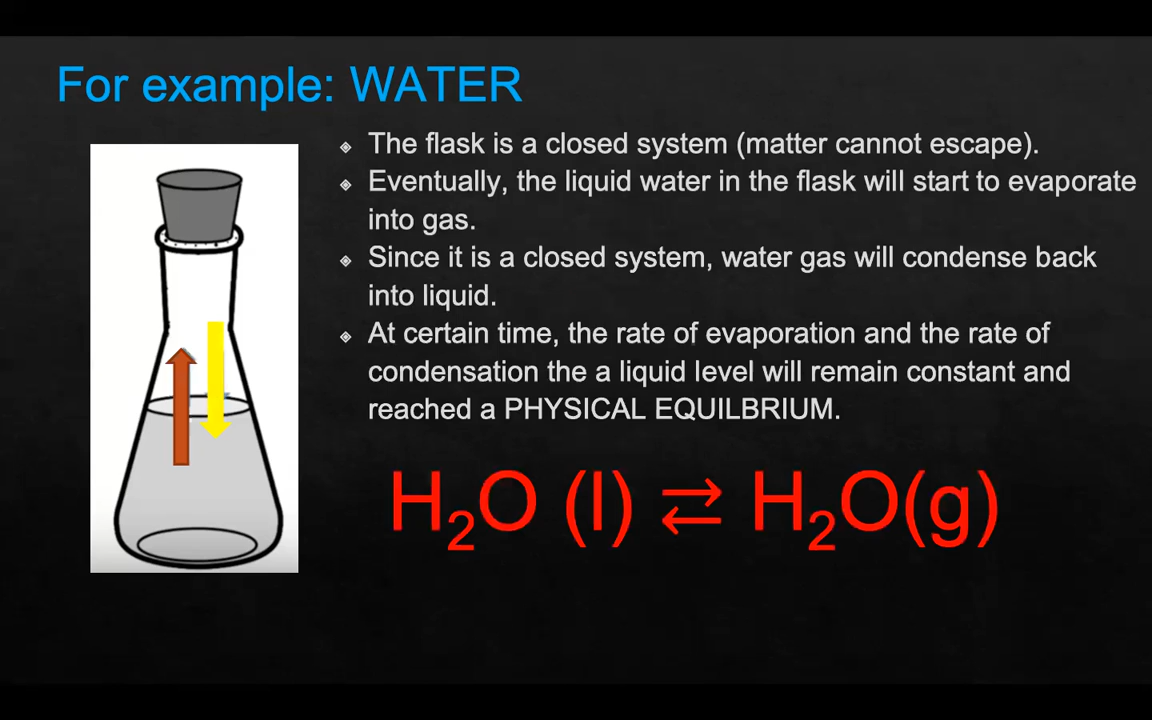 For example: WATER
The flask is a closed system (matter cannot escape).
Eventually, the liquid water in the flask will start to evaporate
into gas.
Since it is a closed system, water gas will condense back
into liquid.
At certain time, the rate of evaporation and the rate of
condensation the a liquid level will remain constant and
reached a PHYSICAL EQUILBRIUM.
H₂O (l) ⇄ H₂O(g)